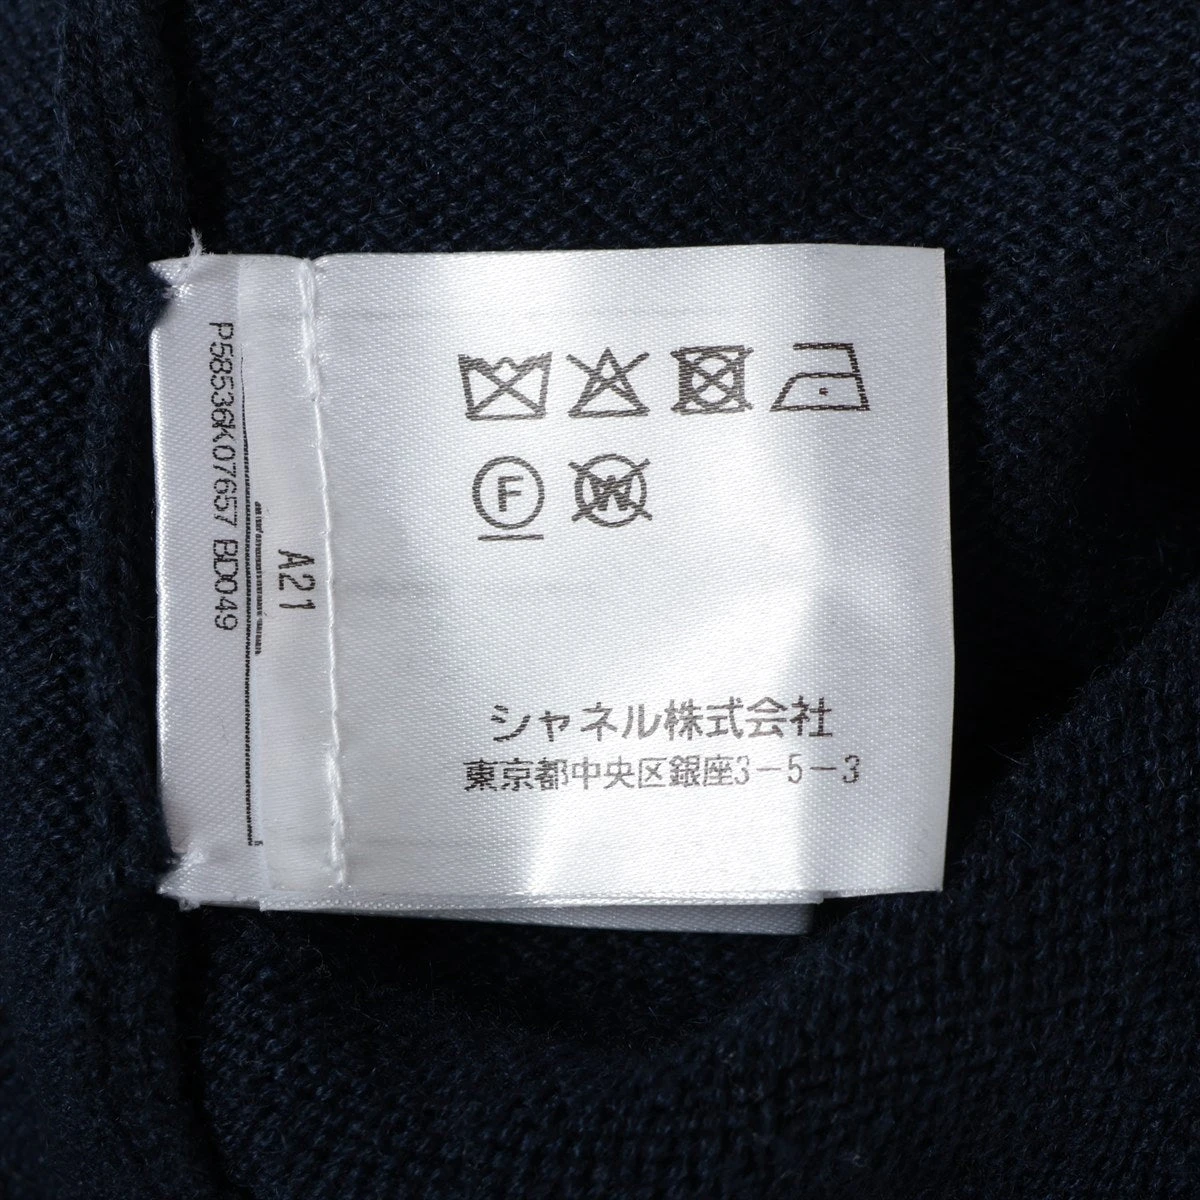 P58536K07657 BD049
A21
F
W
シャネル株式会社
東京都中央区銀座3-5-3